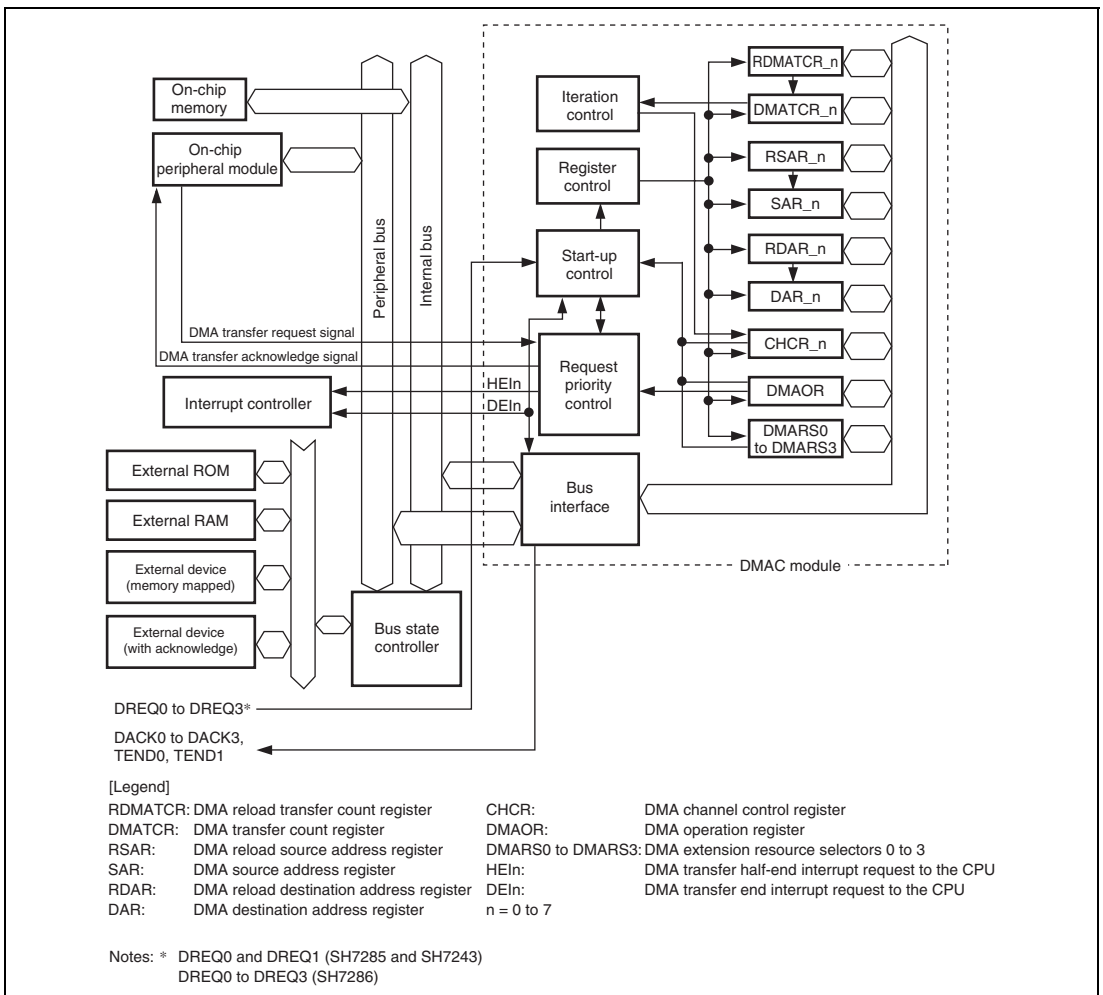 On-chip
memory
On-chip
peripheral module
Peripheral bus
Internal bus
Iteration
control
Register
control
Start-up
control
Request
priority
control
Bus
interface
RDMATCR_n
DMATCR_n
RSAR_n
SAR_n
RDAR_n
DAR_n
CHCR_n
DMAOR
DMARS0
to DMARS3
DMA transfer request signal
DMA transfer acknowledge signal
HEIn
DEIn
Interrupt controller
External ROM
External RAM
External device
(memory mapped)
External device
(with acknowledge)
Bus state
controller
DMAC module
DREQ0 to DREQ3*
DACK0 to DACK3,
TEND0, TEND1
[Legend]
RDMATCR: DMA reload transfer count register
DMATCR: DMA transfer count register
RSAR: DMA reload source address register
SAR: DMA source address register
RDAR: DMA reload destination address register
DAR: DMA destination address register
CHCR: DMA channel control register
DMAOR: DMA operation register
DMARS0 to DMARS3: DMA extension resource selectors 0 to 3
HEIn: DMA transfer half-end interrupt request to the CPU
DEIn: DMA transfer end interrupt request to the CPU
n = 0 to 7
Notes: * DREQ0 and DREQ1 (SH7285 and SH7243)
DREQ0 to DREQ3 (SH7286)